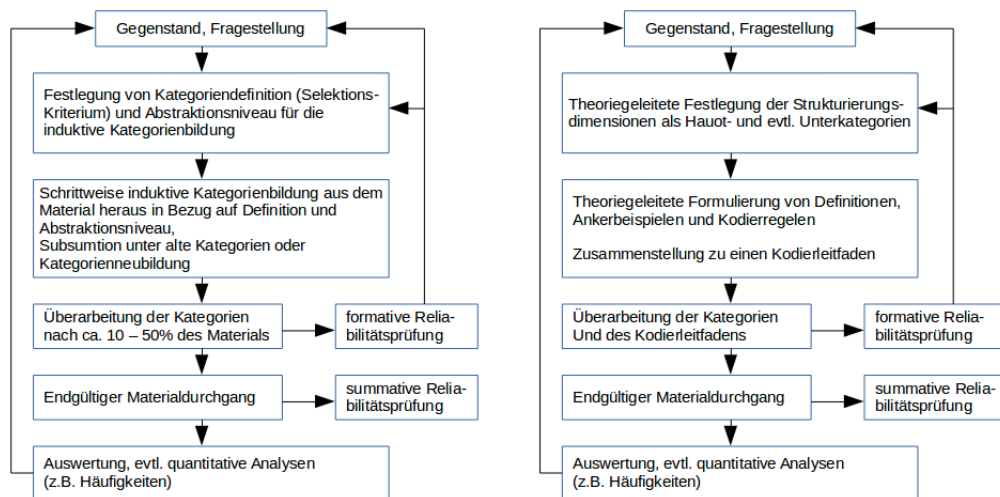 Gegenstand, Fragestellung
Festlegung von Kategoriendefinition (Selektions-
Kriterium) und Abstraktionsniveau für die
induktive Kategorienbildung
Schrittweise induktive Kategorienbildung aus dem
Material heraus in Bezug auf Definition und
Abstraktionsniveau,
Subsumtion unter alte Kategorien oder
Kategorienneubildung
Überarbeitung der Kategorien
nach ca. 10 – 50% des Materials
formative Relia-
bilitätsprüfung
Endgültiger Materialdurchgang
summative Relia-
bilitätsprüfung
Auswertung, evtl. quantitative Analysen
(z.B. Häufigkeiten)
Gegenstand, Fragestellung
Theoriegeleitete Festlegung der Strukturierungs-
dimensionen als Hauot- und evtl. Unterkategorien
Theoriegeleitete Formulierung von Definitionen,
Ankerbeispielen und Kodierregelen
Zusammenstellung zu einen Kodierleitfaden
Überarbeitung der Kategorien
Und des Kodierleitfadens
formative Relia-
bilitätsprüfung
Endgültiger Materialdurchgang
summative Relia-
bilitätsprüfung
Auswertung, evtl. quantitative Analysen
(z.B. Häufigkeiten)